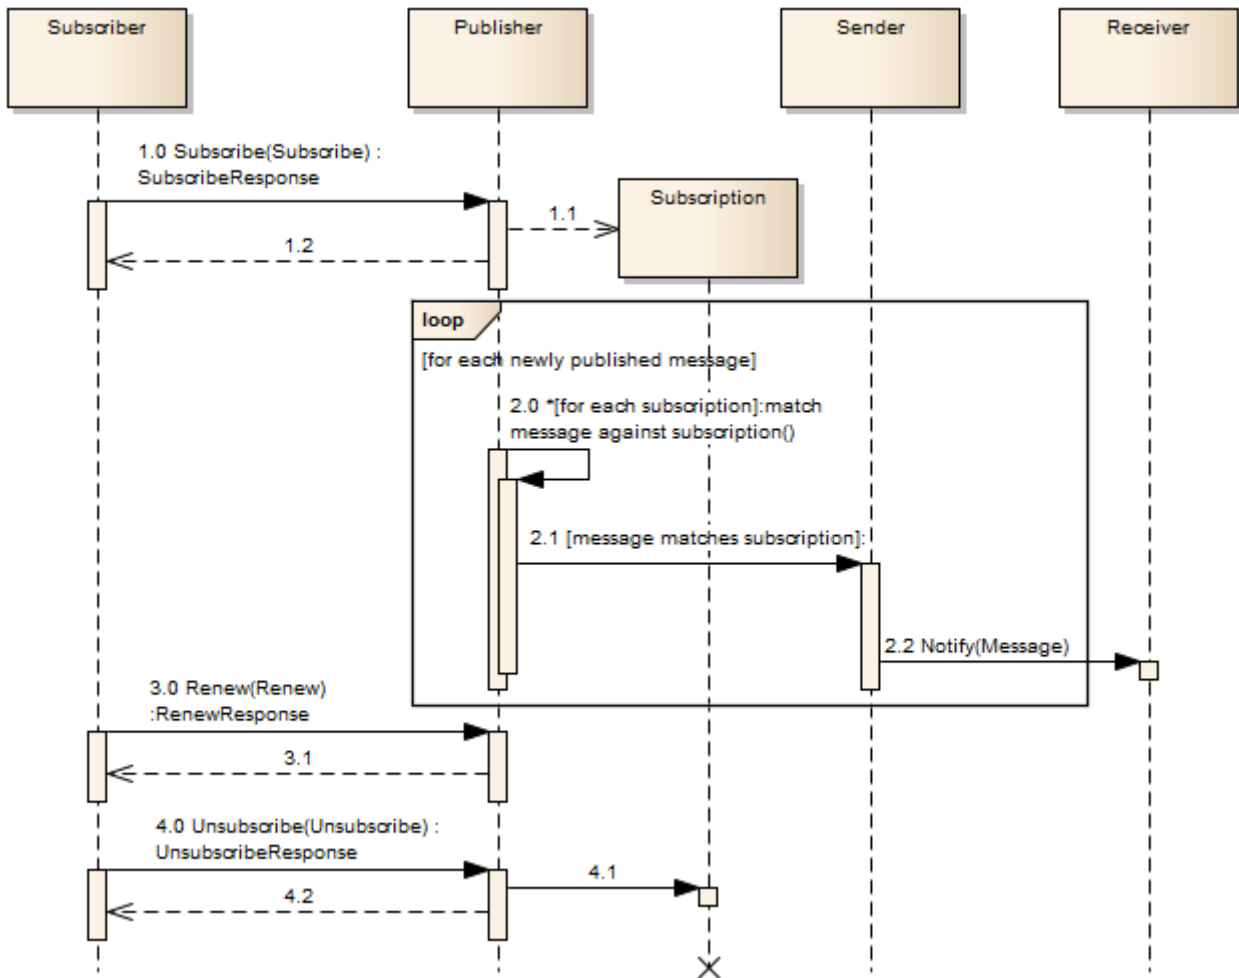 Subscriber
Publisher
Sender
Receiver
1.0 Subscribe(Subscribe) :
SubscribeResponse
Subscription
1.1
1.2
loop
[for each newly published message]
2.0 *[for each subscription]:match
message against subscription()
2.1 [message matches subscription]:
2.2 Notify(Message)
3.0 Renew(Renew)
:RenewResponse
3.1
4.0 Unsubscribe(Unsubscribe) :
UnsubscribeResponse
4.1
4.2